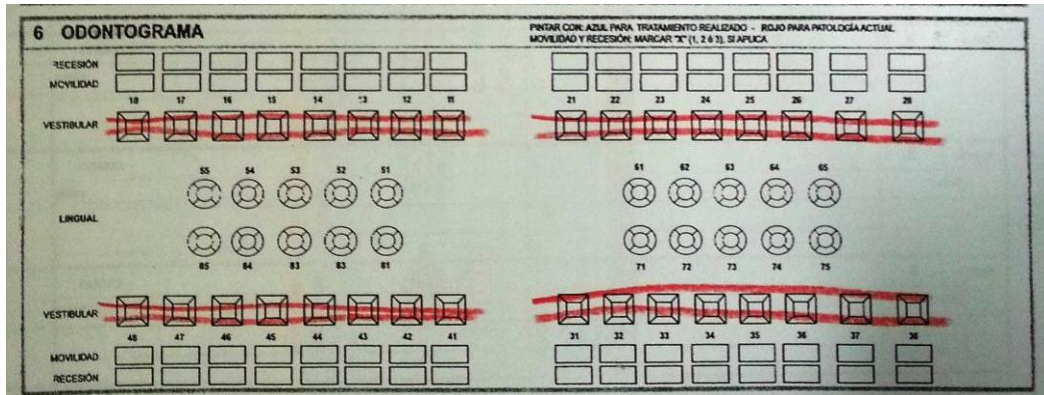 6 ODONTOGRAMA
PINTAR CON: AZUL PARA TRATAMIENTO REALIZADO - ROJO PARA PATOLOGÍA ACTUAL
MOVILIDAD Y RECESIÓN: MARCAR "X" (1, 2 ó 3), SI APLICA
RECESIÓN
MOVILIDAD
18 17 16 15 14 13 12 11 21 22 23 24 25 26 27 28
VESTIBULAR
55 54 53 52 51 61 62 63 64 65
LINGUAL
85 84 83 83 81 71 72 73 74 75
VESTIBULAR
48 47 46 45 44 43 42 41 31 32 33 34 35 36 37 38
MOVILIDAD
RECESIÓN